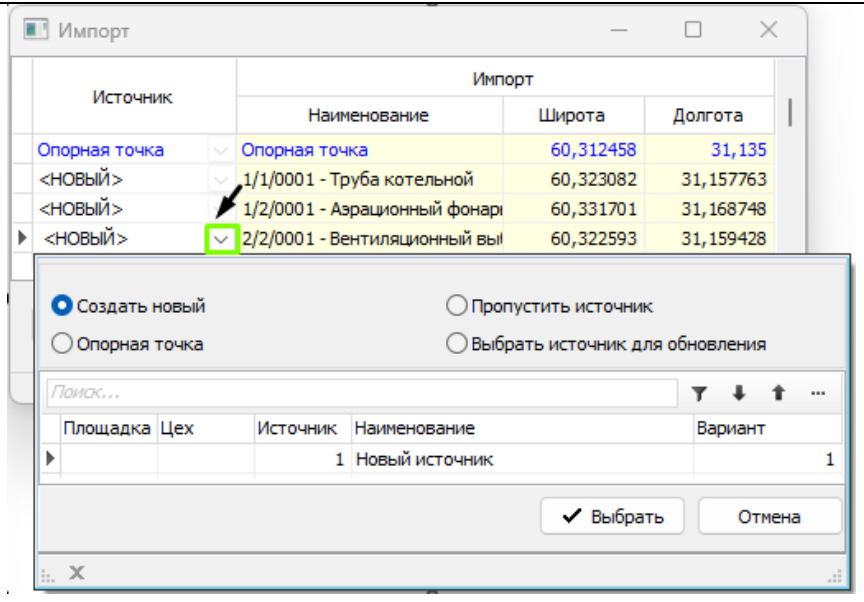 Импорт
Источник
Импорт
Наименование Широта Долгота
Опорная точка Опорная точка 60,312458 31,135
<НОВЫЙ> 1/1/0001 - Труба котельной 60,323082 31,157763
<НОВЫЙ> 1/2/0001 - Аэрационный 60,331701 31,168748
<НОВЫЙ> 2/2/0001 - Вентиляционный 60,322593 31,159428
Создать новый Пропустить источник
Опорная точка Выбрать источник для обновления
Поиск...
Площадка Цех Источник Наименование Вариант
1 Новый источник 1
Выбрать Отмена